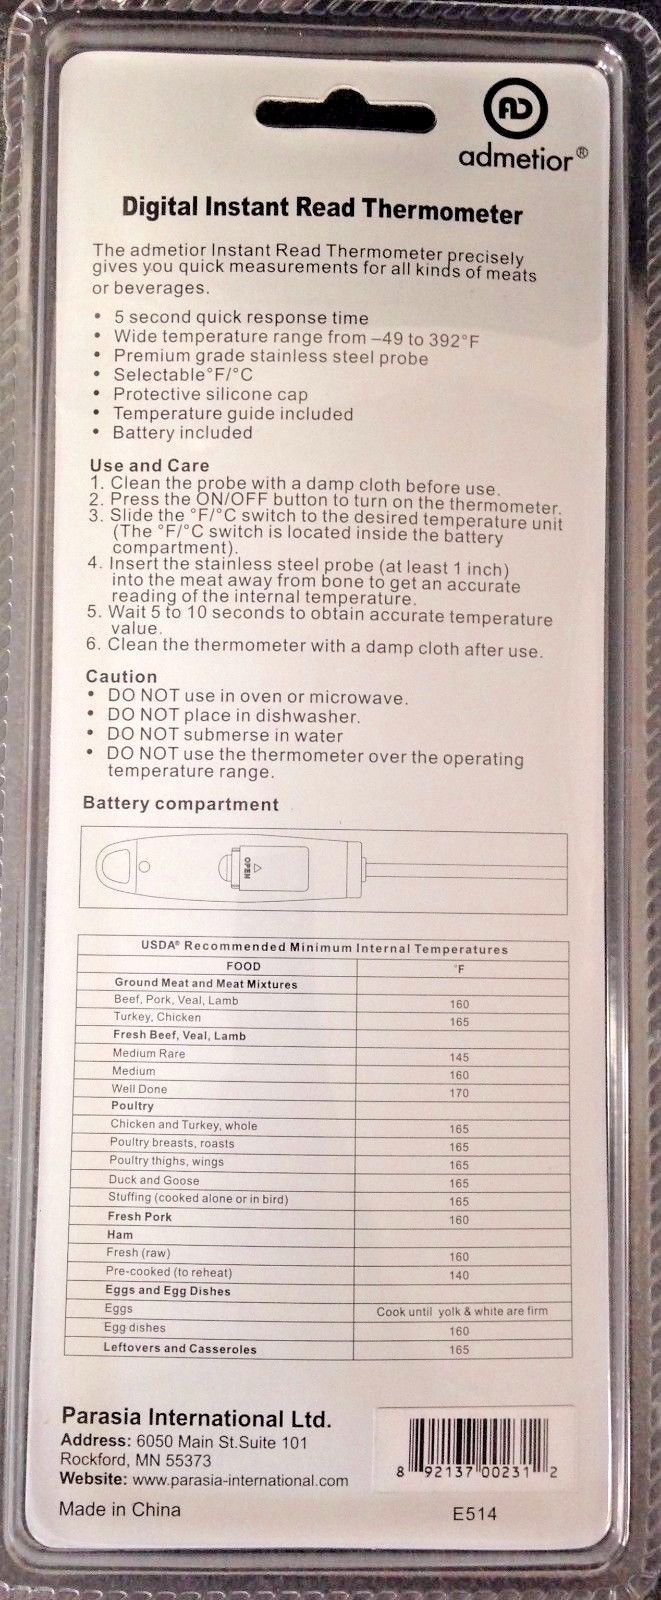 AD
admetior®
Digital Instant Read Thermometer
The admetior Instant Read Thermometer precisely
gives you quick measurements for all kinds of meats
or beverages.
• 5 second quick response time
• Wide temperature range from –49 to 392°F
• Premium grade stainless steel probe
• Selectable°F/°C
• Protective silicone cap
• Temperature guide included
• Battery included
Use and Care
1. Clean the probe with a damp cloth before use.
2. Press the ON/OFF button to turn on the thermometer.
3. Slide the °F/°C switch to the desired temperature unit
(The °F/°C switch is located inside the battery
compartment).
4. Insert the stainless steel probe (at least 1 inch)
into the meat away from bone to get an accurate
reading of the internal temperature.
5. Wait 5 to 10 seconds to obtain accurate temperature
value.
6. Clean the thermometer with a damp cloth after use.
Caution
• DO NOT use in oven or microwave.
• DO NOT place in dishwasher.
• DO NOT submerse in water
• DO NOT use the thermometer over the operating
temperature range.
Battery compartment
OPEN
USDA® Recommended Minimum Internal Temperatures
FOOD °F
Ground Meat and Meat Mixtures
Beef, Pork, Veal, Lamb 160
Turkey, Chicken 165
Fresh Beef, Veal, Lamb
Medium Rare 145
Medium 160
Well Done 170
Poultry
Chicken and Turkey, whole 165
Poultry breasts, roasts 165
Poultry thighs, wings 165
Duck and Goose 165
Stuffing (cooked alone or in bird) 165
Fresh Pork 160
Ham
Fresh (raw) 160
Pre-cooked (to reheat) 140
Eggs and Egg Dishes
Eggs Cook until yolk & white are firm
Egg dishes 160
Leftovers and Casseroles 165
Parasia International Ltd.
Address: 6050 Main St.Suite 101
Rockford, MN 55373
Website: www.parasia-international.com
Made in China
8 92137 00231 2
E514